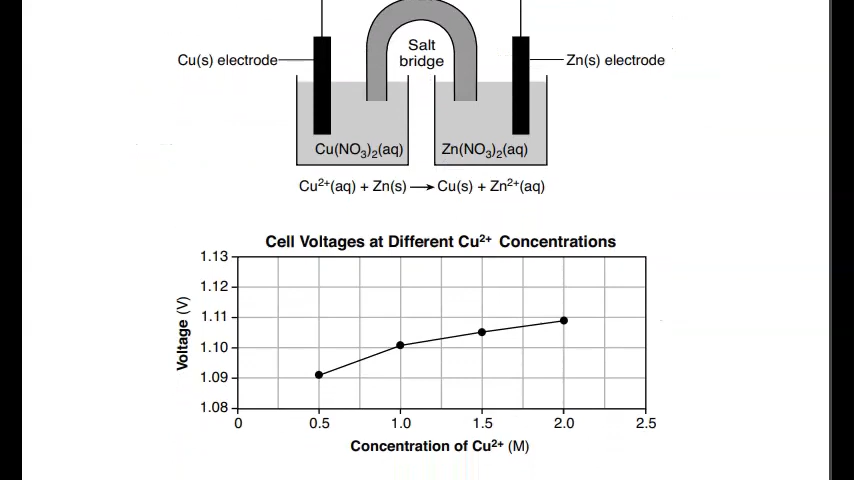 Salt
bridge
Cu(s) electrode
Zn(s) electrode
Cu(NO₃)₂(aq)
Zn(NO₃)₂(aq)
Cu²⁺(aq) + Zn(s) → Cu(s) + Zn²⁺(aq)
Cell Voltages at Different Cu²⁺ Concentrations
1.13
1.12
1.11
1.10
1.09
1.08
Voltage (V)
0 0.5 1.0 1.5 2.0 2.5
Concentration of Cu²⁺ (M)